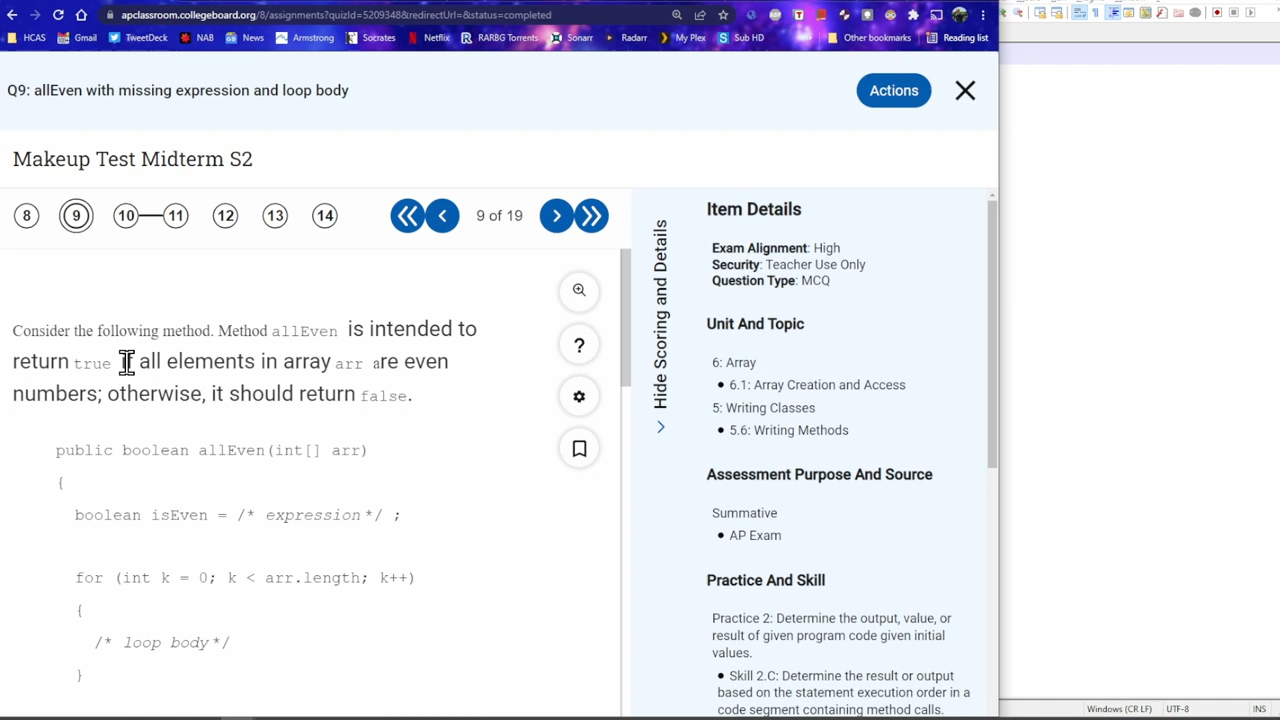 apclassroom.collegeboard.org/8/assignments?quizId=5209348&redirectUrl=&status=completed
HCAS Gmail TweetDeck NAB News Armstrong Socrates Netflix RARBG Torrents Sonarr Radarr My Plex Sub HD Other bookmarks Reading list
Q9: allEven with missing expression and loop body
Actions
Makeup Test Midterm S2
8 9 10 11 12 13 14 9 of 19
Hide Scoring and Details
Consider the following method. Method allEven is intended to
return true all elements in array arr are even
numbers; otherwise, it should return false.
public boolean allEven(int[] arr)
{
boolean isEven = /* expression */ ;
for (int k = 0; k < arr.length; k++)
{
/* loop body */
}
?
Item Details
Exam Alignment: High
Security: Teacher Use Only
Question Type: MCQ
Unit And Topic
6: Array
• 6.1: Array Creation and Access
5: Writing Classes
• 5.6: Writing Methods
Assessment Purpose And Source
Summative
• AP Exam
Practice And Skill
Practice 2: Determine the output, value, or
result of given program code given initial
values.
• Skill 2.C: Determine the result or output
based on the statement execution order in a
code segment containing method calls.
Windows (CR LF) UTF-8 INS